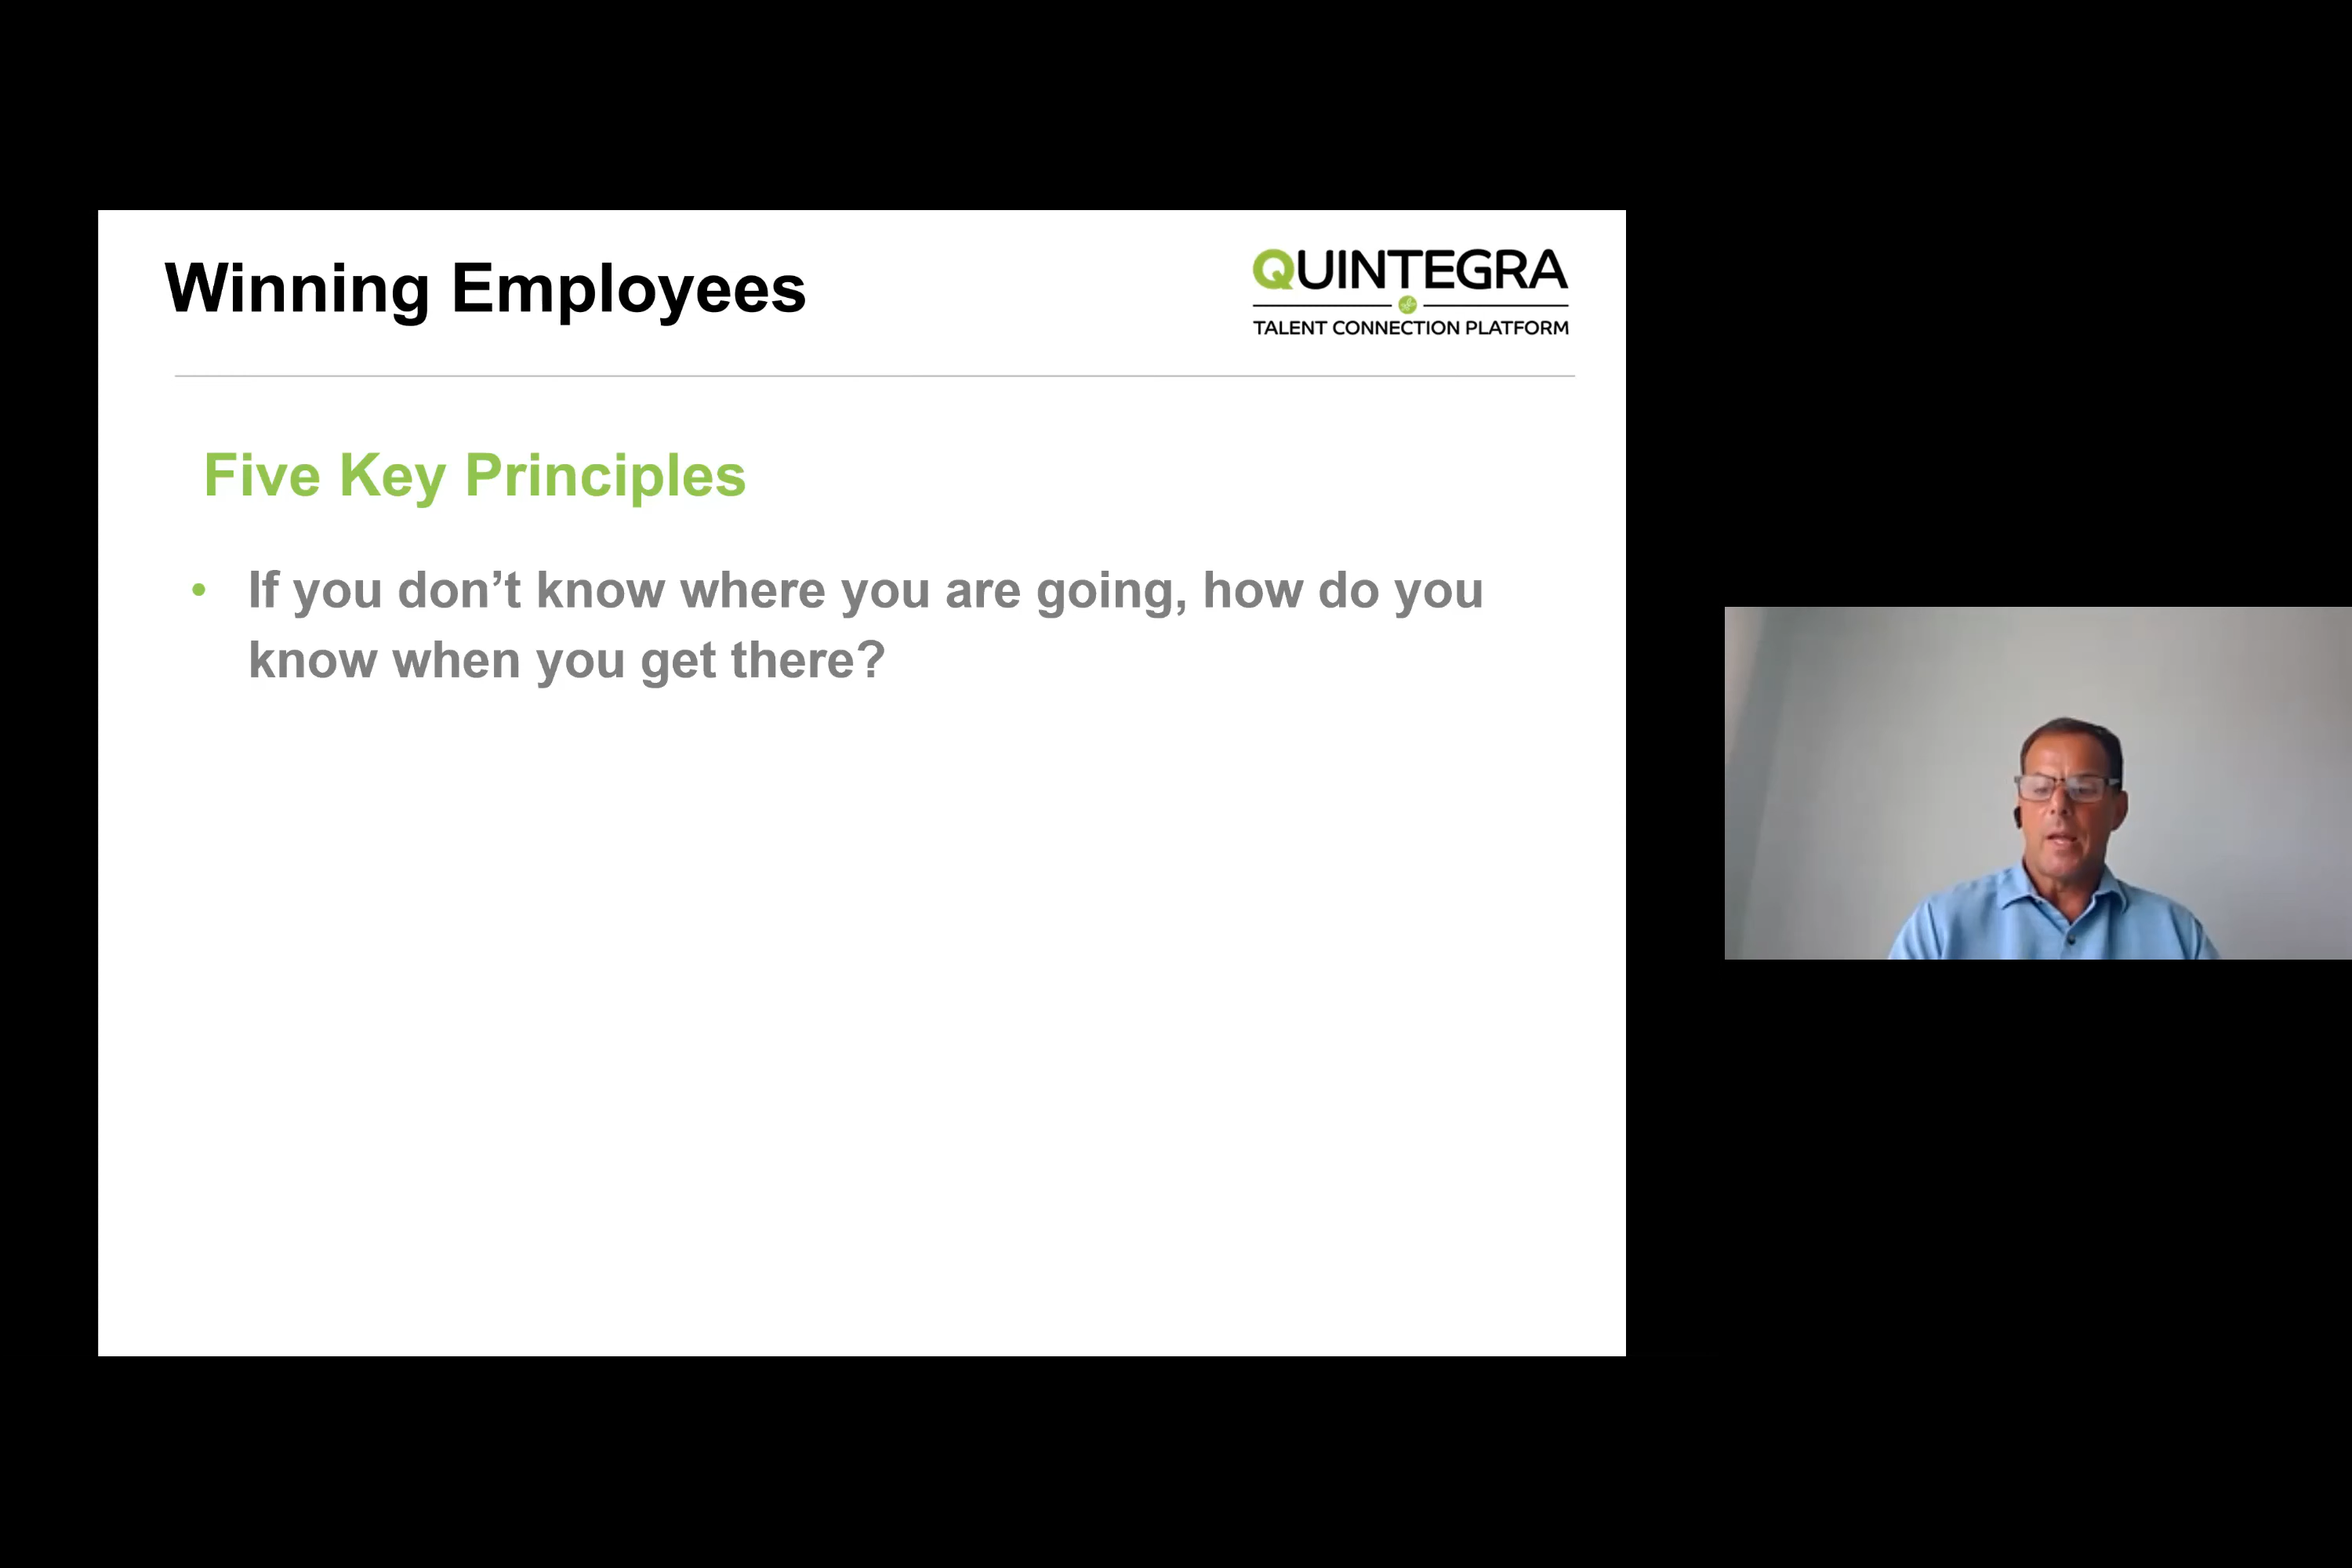 Winning Employees
QUINTEGRA
TALENT CONNECTION PLATFORM
Five Key Principles
• If you don’t know where you are going, how do you
know when you get there?